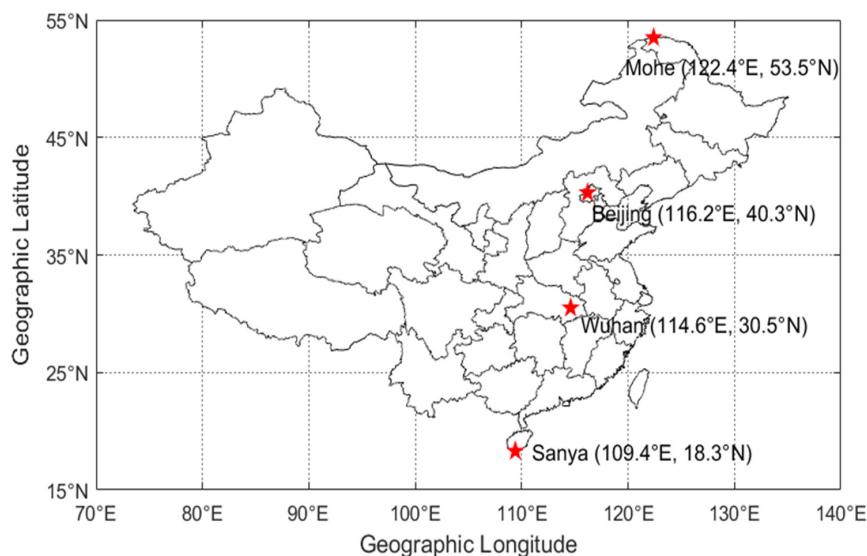 55°N
Mohe (122.4°E, 53.5°N)
45°N
Beijing (116.2°E, 40.3°N)
Geographic Latitude
35°N
Wuhan (114.6°E, 30.5°N)
25°N
Sanya (109.4°E, 18.3°N)
15°N
70°E 80°E 90°E 100°E 110°E 120°E 130°E 140°E
Geographic Longitude